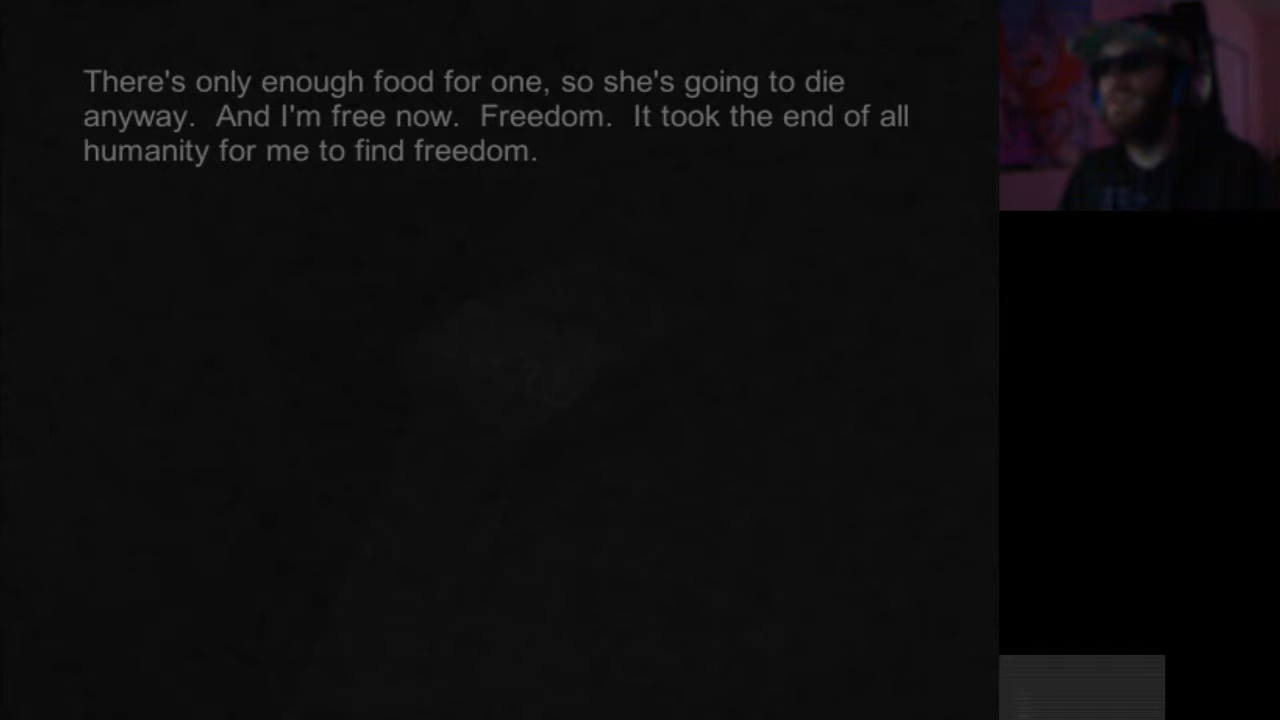 There's only enough food for one, so she's going to die
anyway.  And I'm free now.  Freedom.  It took the end of all
humanity for me to find freedom.